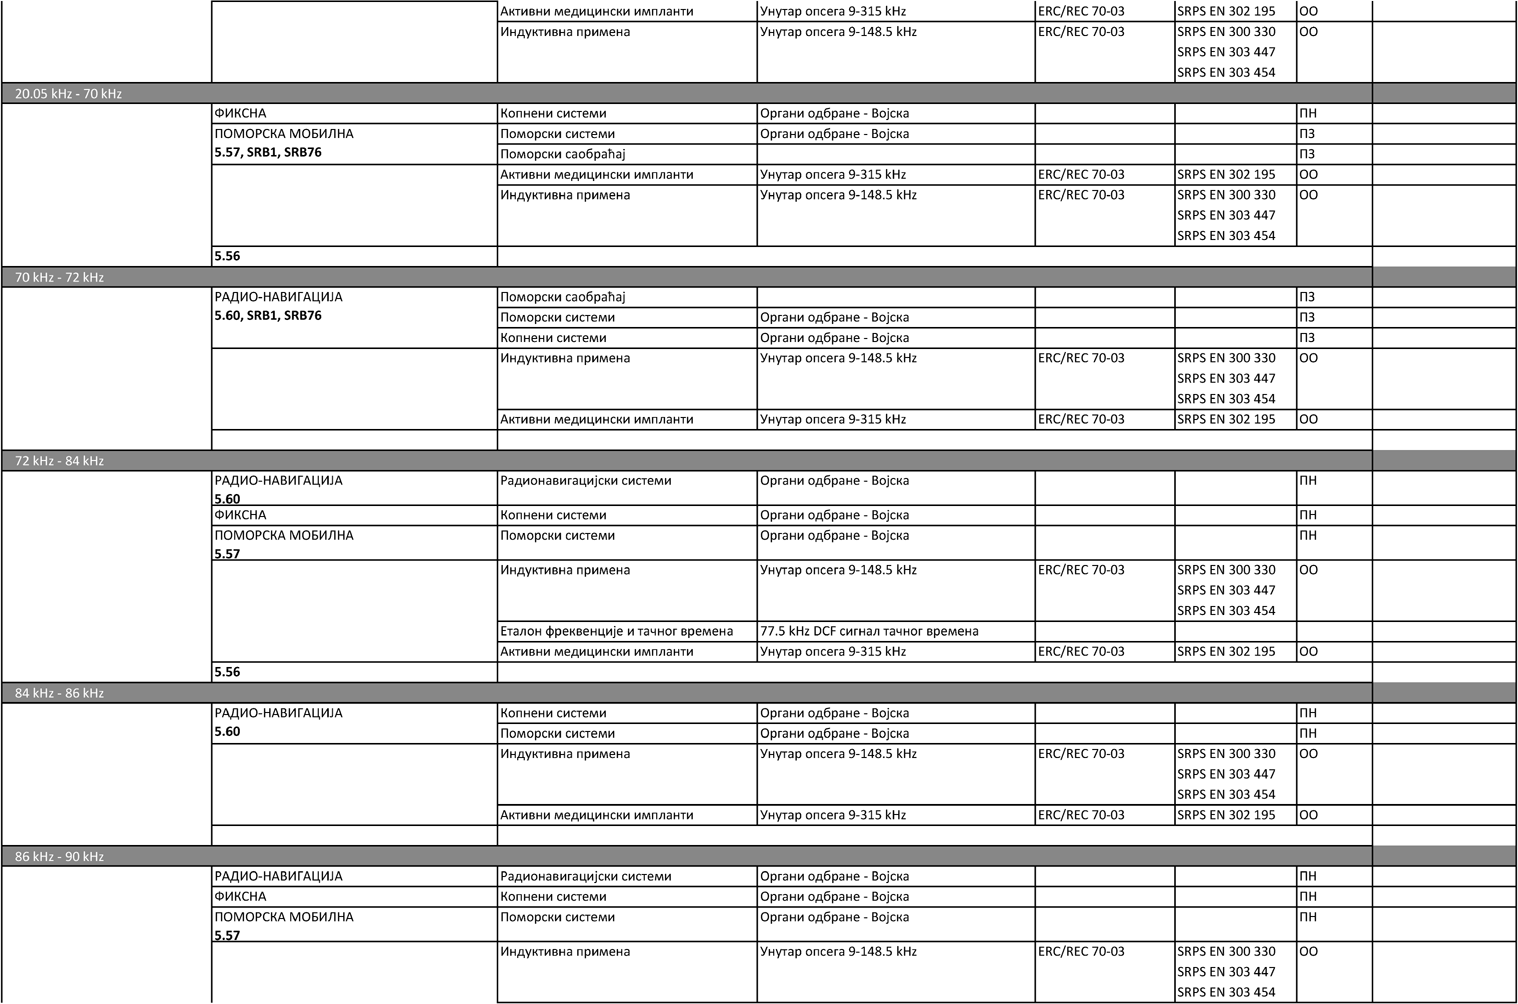 Активни медицински импланти Унутар опсега 9-315 kHz ERC/REC 70-03 SRPS EN 302 195 ОО
Индуктивна примена Унутар опсега 9-148.5 kHz ERC/REC 70-03 SRPS EN 300 330 ОО
SRPS EN 303 447
SRPS EN 303 454
20.05 kHz - 70 kHz
ФИКСНА Копнени системи Органи одбране - Војска ПН
ПОМОРСКА МОБИЛНА Поморски системи Органи одбране - Војска ПЗ
5.57, SRB1, SRB76 Поморски саобраћај ПЗ
Активни медицински импланти Унутар опсега 9-315 kHz ERC/REC 70-03 SRPS EN 302 195 ОО
Индуктивна примена Унутар опсега 9-148.5 kHz ERC/REC 70-03 SRPS EN 300 330 ОО
SRPS EN 303 447
SRPS EN 303 454
5.56
70 kHz - 72 kHz
РАДИО-НАВИГАЦИЈА Поморски саобраћај ПЗ
5.60, SRB1, SRB76 Поморски системи Органи одбране - Војска ПЗ
Копнени системи Органи одбране - Војска ПЗ
Индуктивна примена Унутар опсега 9-148.5 kHz ERC/REC 70-03 SRPS EN 300 330 ОО
SRPS EN 303 447
SRPS EN 303 454
Активни медицински импланти Унутар опсега 9-315 kHz ERC/REC 70-03 SRPS EN 302 195 ОО
72 kHz - 84 kHz
РАДИО-НАВИГАЦИЈА Радионавигацијски системи Органи одбране - Војска ПН
5.60
ФИКСНА Копнени системи Органи одбране - Војска ПН
ПОМОРСКА МОБИЛНА Поморски системи Органи одбране - Војска ПН
5.57
Индуктивна примена Унутар опсега 9-148.5 kHz ERC/REC 70-03 SRPS EN 300 330 ОО
SRPS EN 303 447
SRPS EN 303 454
Еталон фреквенције и тачног времена 77.5 kHz DCF сигнал тачног времена
Активни медицински импланти Унутар опсега 9-315 kHz ERC/REC 70-03 SRPS EN 302 195 ОО
5.56
84 kHz - 86 kHz
РАДИО-НАВИГАЦИЈА Копнени системи Органи одбране - Војска ПН
5.60 Поморски системи Органи одбране - Војска ПН
Индуктивна примена Унутар опсега 9-148.5 kHz ERC/REC 70-03 SRPS EN 300 330 ОО
SRPS EN 303 447
SRPS EN 303 454
Активни медицински импланти Унутар опсега 9-315 kHz ERC/REC 70-03 SRPS EN 302 195 ОО
86 kHz - 90 kHz
РАДИО-НАВИГАЦИЈА Радионавигацијски системи Органи одбране - Војска ПН
ФИКСНА Копнени системи Органи одбране - Војска ПН
ПОМОРСКА МОБИЛНА Поморски системи Органи одбране - Војска ПН
5.57
Индуктивна примена Унутар опсега 9-148.5 kHz ERC/REC 70-03 SRPS EN 300 330 ОО
SRPS EN 303 447
SRPS EN 303 454